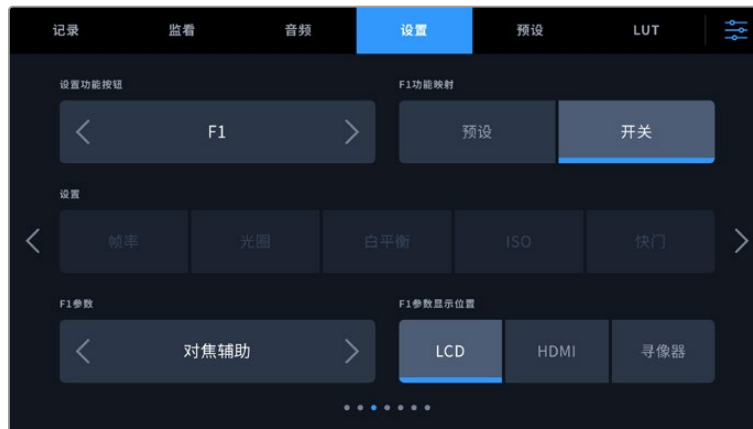 记录 监看 音频 设置 预设 LUT
设置功能按钮 F1功能映射
F1 预设 开关
设置
帧率 光圈 白平衡 ISO 快门
F1参数 F1参数显示位置
对焦辅助 LCD HDMI 寻像器